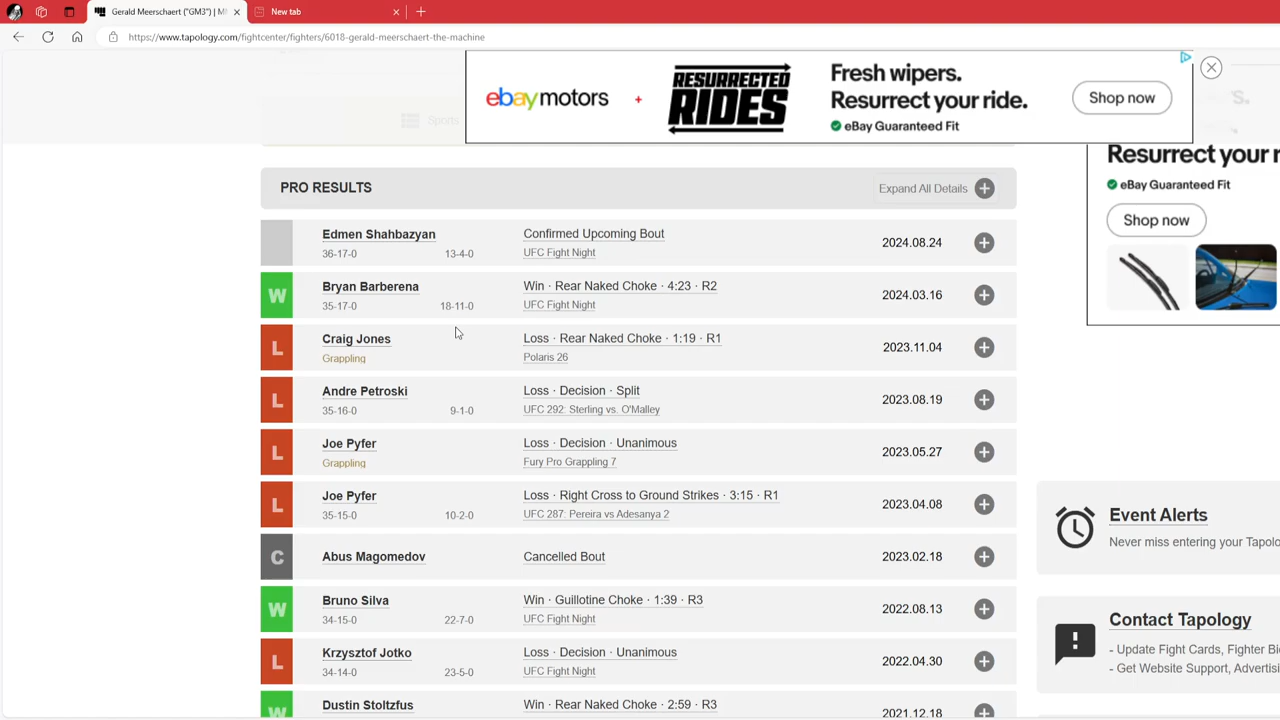 Gerald Meerschaert ("GM3") | M
New tab
https://www.tapology.com/fightcenter/fighters/6018-gerald-meerschaert-the-machine
ebay motors + RESURRECTED RIDES
Fresh wipers.
Resurrect your ride.
eBay Guaranteed Fit
Shop now
Sports
s.
Resurrect your r
eBay Guaranteed Fit
Shop now
PRO RESULTS
Expand All Details
Edmen Shahbazyan
36-17-0 13-4-0
Confirmed Upcoming Bout
UFC Fight Night
2024.08.24
W
Bryan Barberena
35-17-0 18-11-0
Win · Rear Naked Choke · 4:23 · R2
UFC Fight Night
2024.03.16
L
Craig Jones
Grappling
Loss · Rear Naked Choke · 1:19 · R1
Polaris 26
2023.11.04
L
Andre Petroski
35-16-0 9-1-0
Loss · Decision · Split
UFC 292: Sterling vs. O'Malley
2023.08.19
L
Joe Pyfer
Grappling
Loss · Decision · Unanimous
Fury Pro Grappling 7
2023.05.27
L
Joe Pyfer
35-15-0 10-2-0
Loss · Right Cross to Ground Strikes · 3:15 · R1
UFC 287: Pereira vs Adesanya 2
2023.04.08
C
Abus Magomedov
Cancelled Bout
2023.02.18
W
Bruno Silva
34-15-0 22-7-0
Win · Guillotine Choke · 1:39 · R3
UFC Fight Night
2022.08.13
L
Krzysztof Jotko
34-14-0 23-5-0
Loss · Decision · Unanimous
UFC Fight Night
2022.04.30
W
Dustin Stoltzfus
Win · Rear Naked Choke · 2:59 · R3
2021.12.18
Event Alerts
Never miss entering your Tapolo
Contact Tapology
- Update Fight Cards, Fighter Bi
- Get Website Support, Advertisi